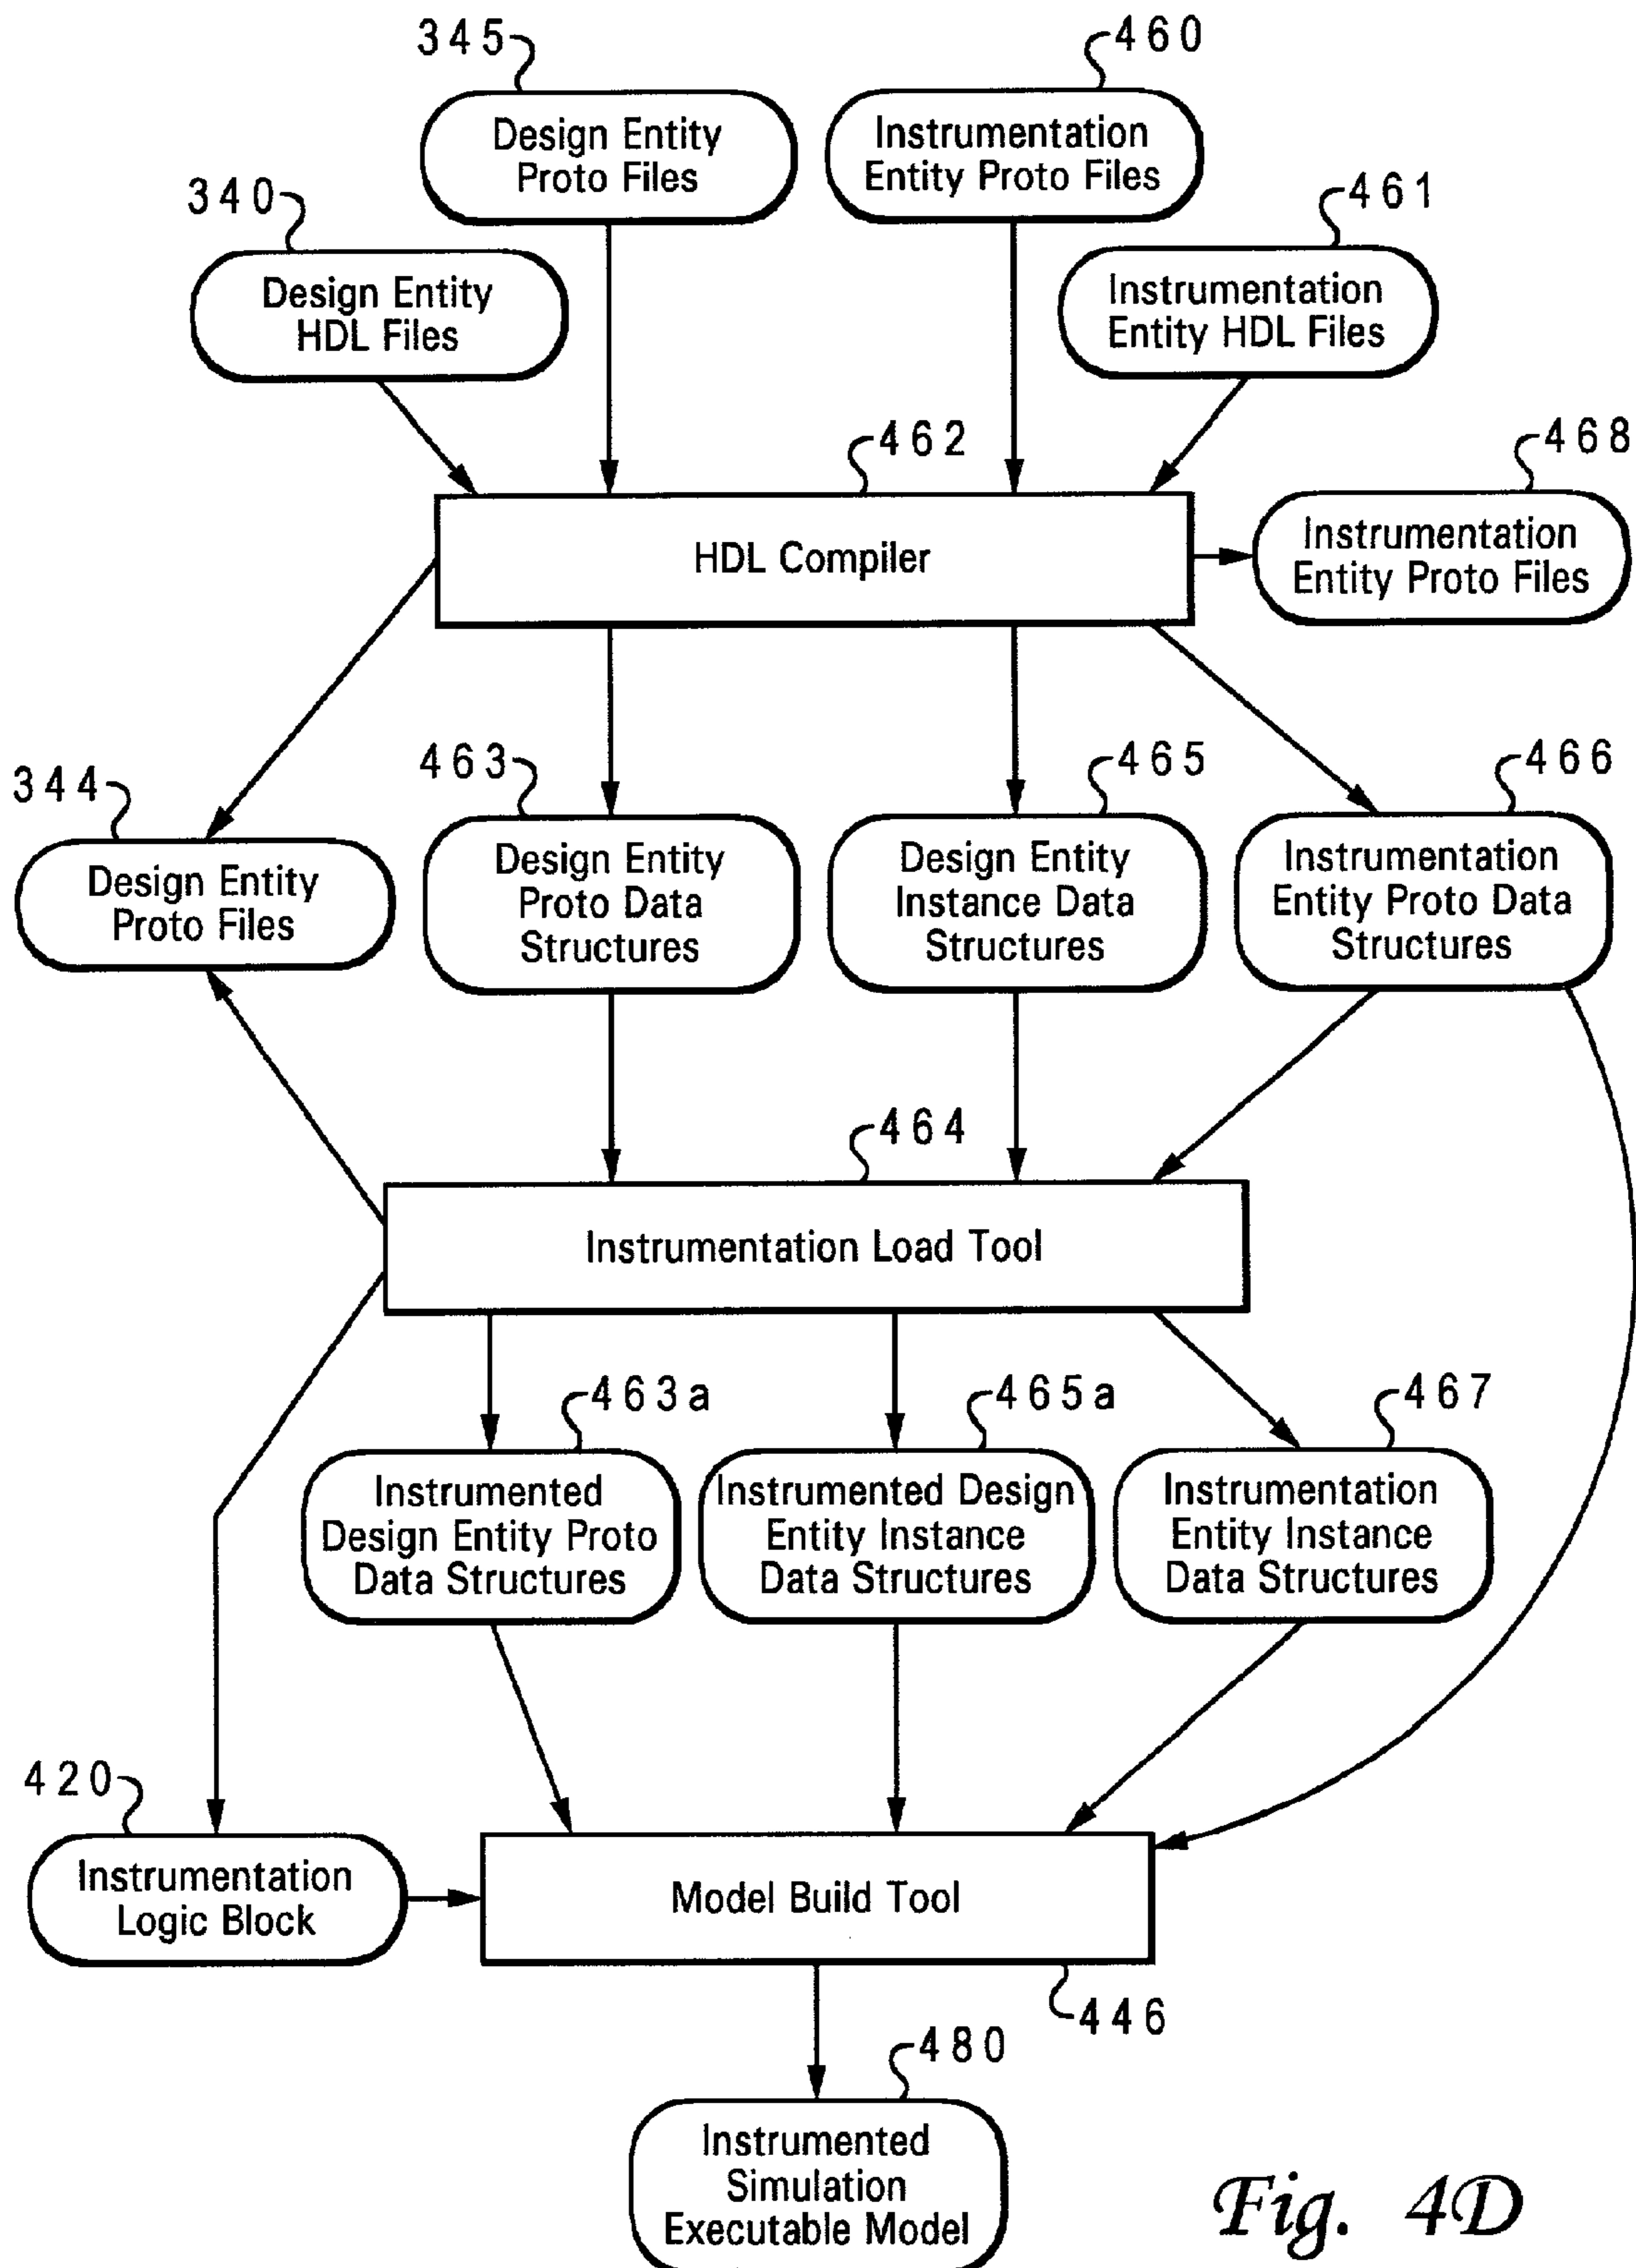 345
460
Design Entity
Proto Files
Instrumentation
Entity Proto Files
340
461
Design Entity
HDL Files
Instrumentation
Entity HDL Files
462
468
HDL Compiler
Instrumentation
Entity Proto Files
344
463
465
466
Design Entity
Proto Files
Design Entity
Proto Data
Structures
Design Entity
Instance Data
Structures
Instrumentation
Entity Proto Data
Structures
464
Instrumentation Load Tool
463a
465a
467
Instrumented
Design Entity Proto
Data Structures
Instrumented Design
Entity Instance
Data Structures
Instrumentation
Entity Instance
Data Structures
420
Instrumentation
Logic Block
Model Build Tool
446
480
Instrumented
Simulation
Executable Model
Fig. 4D